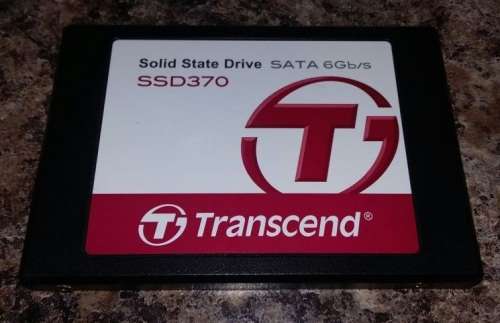 Solid State Drive SATA 6Gb/s
SSD370
Transcend®